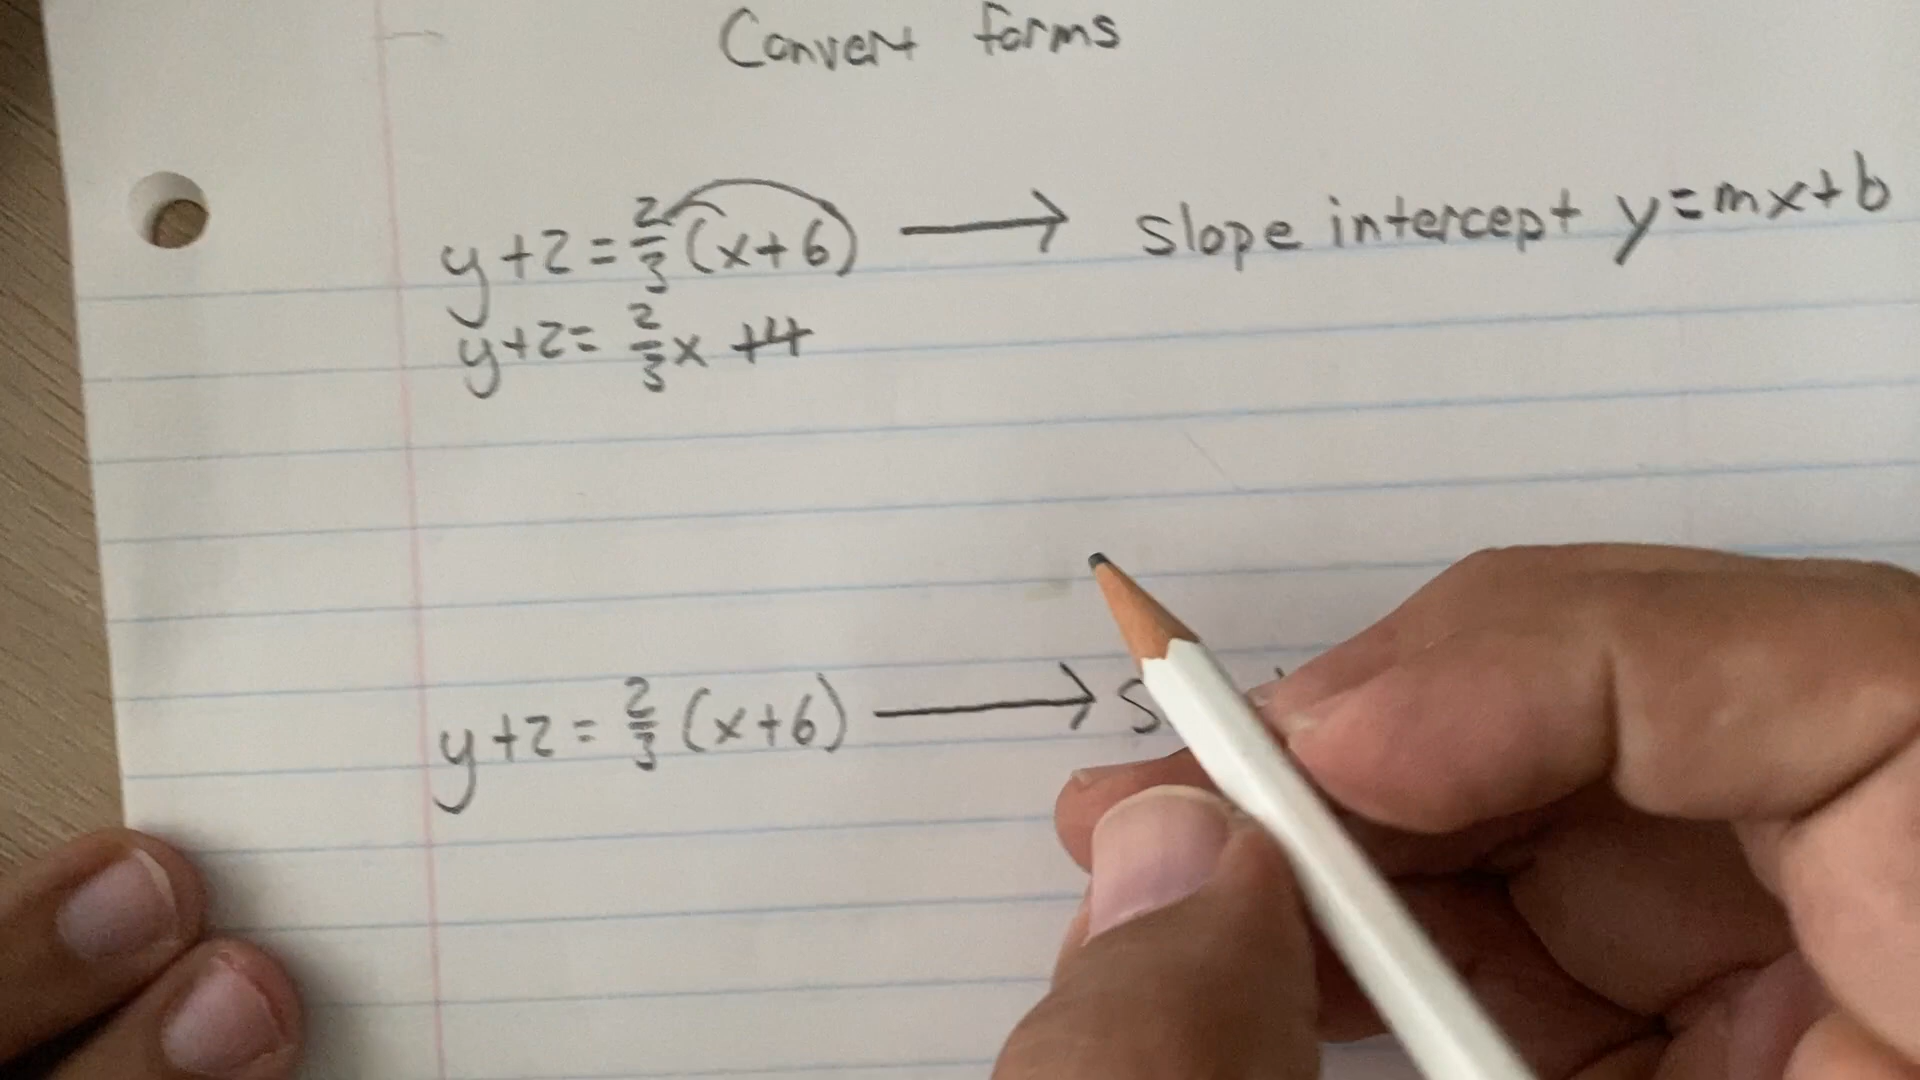 Convert forms
y+2=2/3(x+6) → slope intercept y=mx+b
y+2=2/3x+4
y+2=2/3(x+6) →